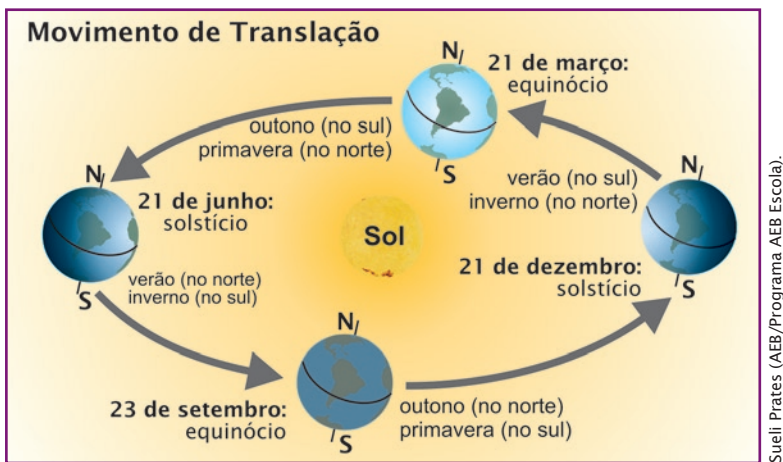 Movimento de Translação
N
21 de março:
equinócio
S
outono (no sul)
primavera (no norte)
N
21 de junho:
solstício
S
verão (no norte)
inverno (no sul)
Sol
verão (no sul)
inverno (no norte)
N
21 de dezembro:
solstício
S
N
23 de setembro:
equinócio
S
outono (no norte)
primavera (no sul)
Sueli Prates (AEB/Programa AEB Escola).